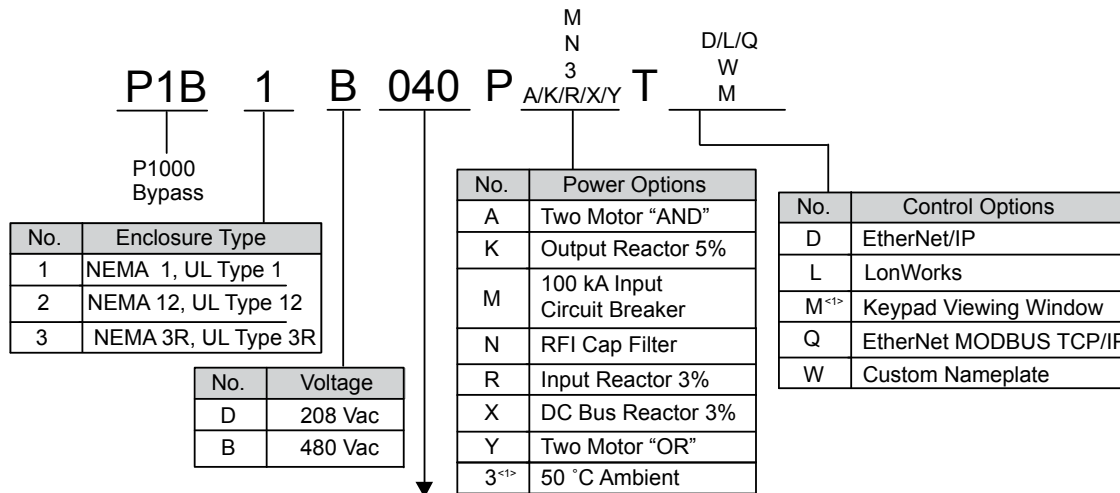 M
N
3
A/K/R/X/Y
D/L/Q
W
M
P1B 1 B 040 P T
P1000
Bypass
No. Enclosure Type
1 NEMA 1, UL Type 1
2 NEMA 12, UL Type 12
3 NEMA 3R, UL Type 3R
No. Voltage
D 208 Vac
B 480 Vac
No. Power Options
A Two Motor “AND”
K Output Reactor 5%
M 100 kA Input
Circuit Breaker
N RFI Cap Filter
R Input Reactor 3%
X DC Bus Reactor 3%
Y Two Motor “OR”
3<1> 50 ˚C Ambient
No. Control Options
D EtherNet/IP
L LonWorks
M<1> Keypad Viewing Window
Q EtherNet MODBUS TCP/IP
W Custom Nameplate